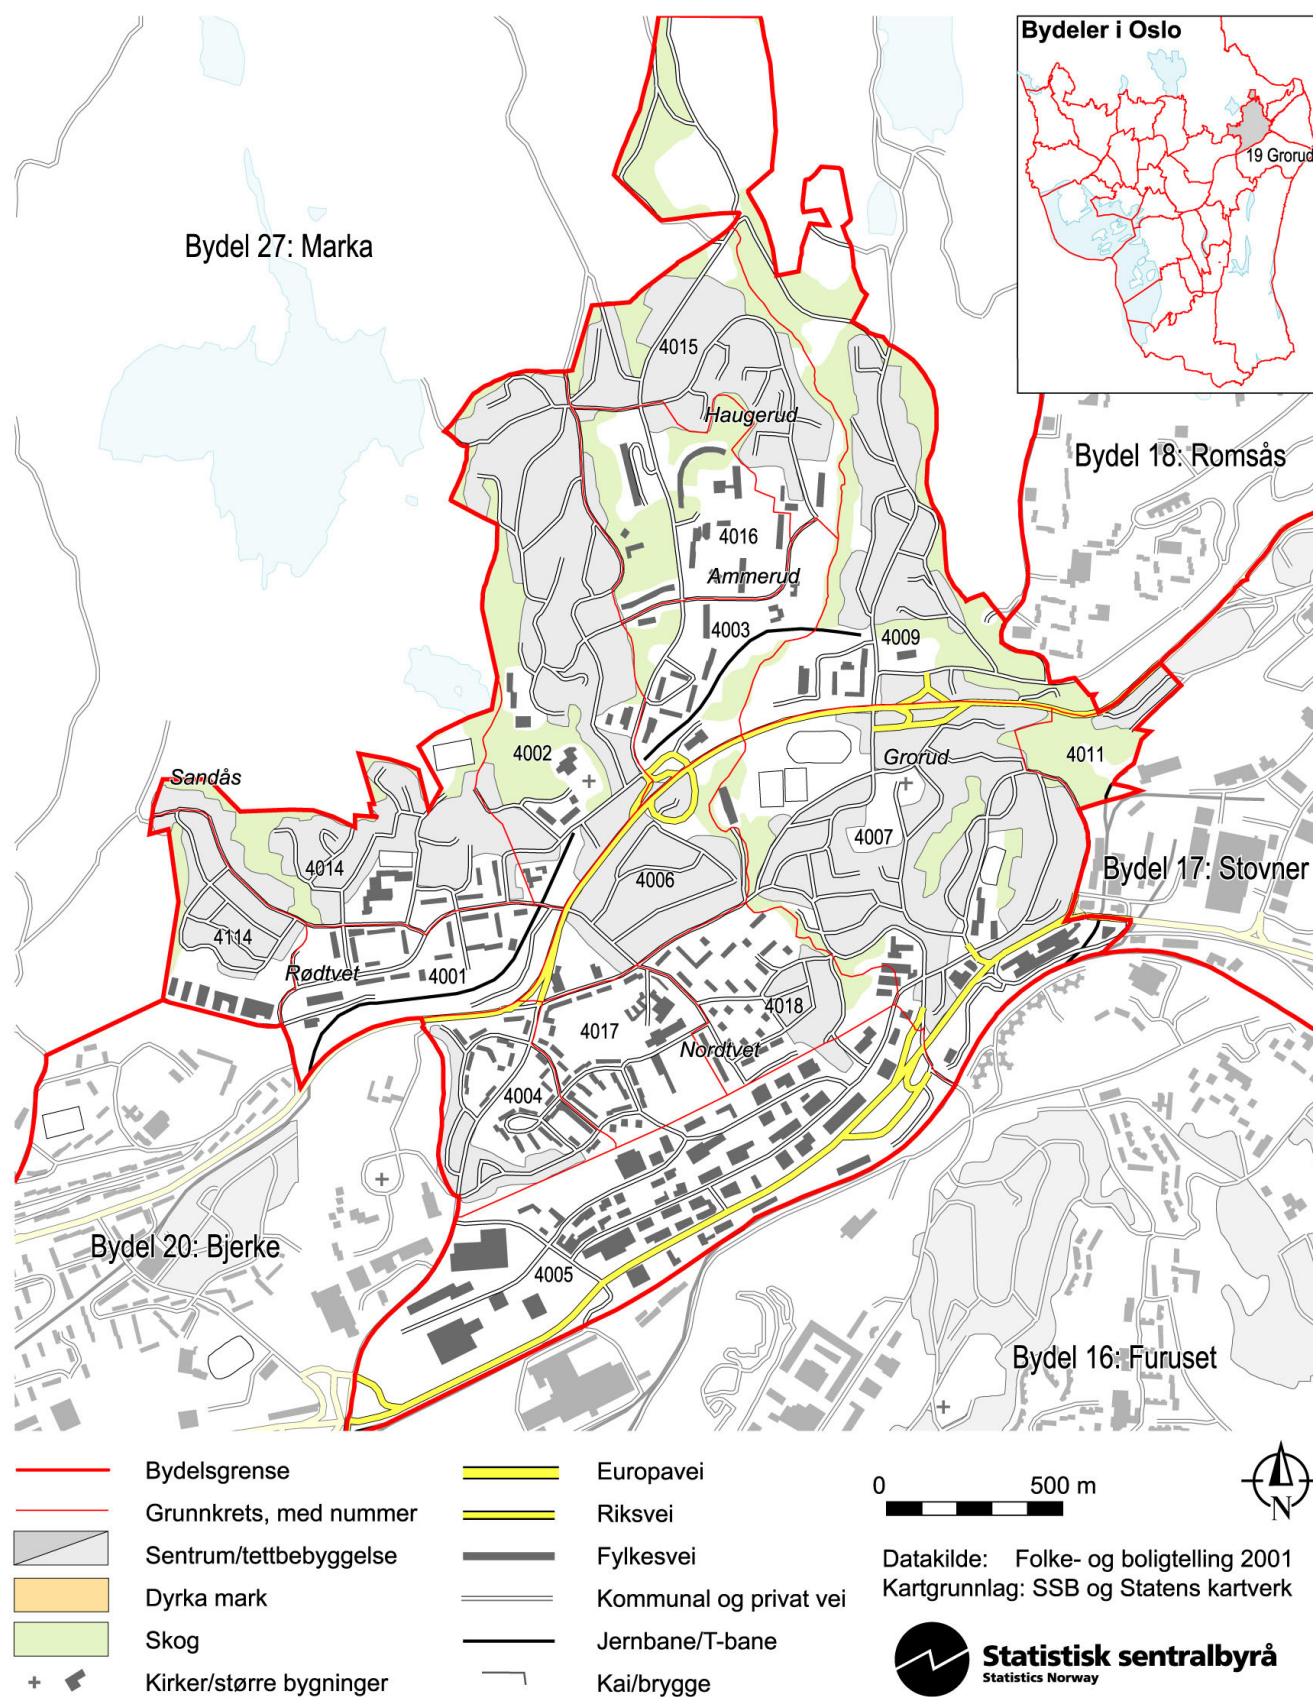 Bydeler i Oslo
19 Grorud
Bydel 27: Marka
4015
Haugerud
Bydel 18: Romsås
4016
Ammerud
4003
4009
4002
4011
Sandås
Grorud
4014
4007
4006
Bydel 17: Stovner
4114
Rødtvet
4001
4018
4017
Nordtvet
4004
Bydel 20: Bjerke
4005
Bydel 16: Furuset
Bydelsgrense
Grunnkrets, med nummer
Sentrum/tettbebyggelse
Dyrka mark
Skog
Kirker/større bygninger
Europavei
Riksvei
Fylkesvei
Kommunal og privat vei
Jernbane/T-bane
Kai/brygge
0 500 m
N
Datakilde: Folke- og boligtelling 2001
Kartgrunnlag: SSB og Statens kartverk
Statistisk sentralbyrå
Statistics Norway